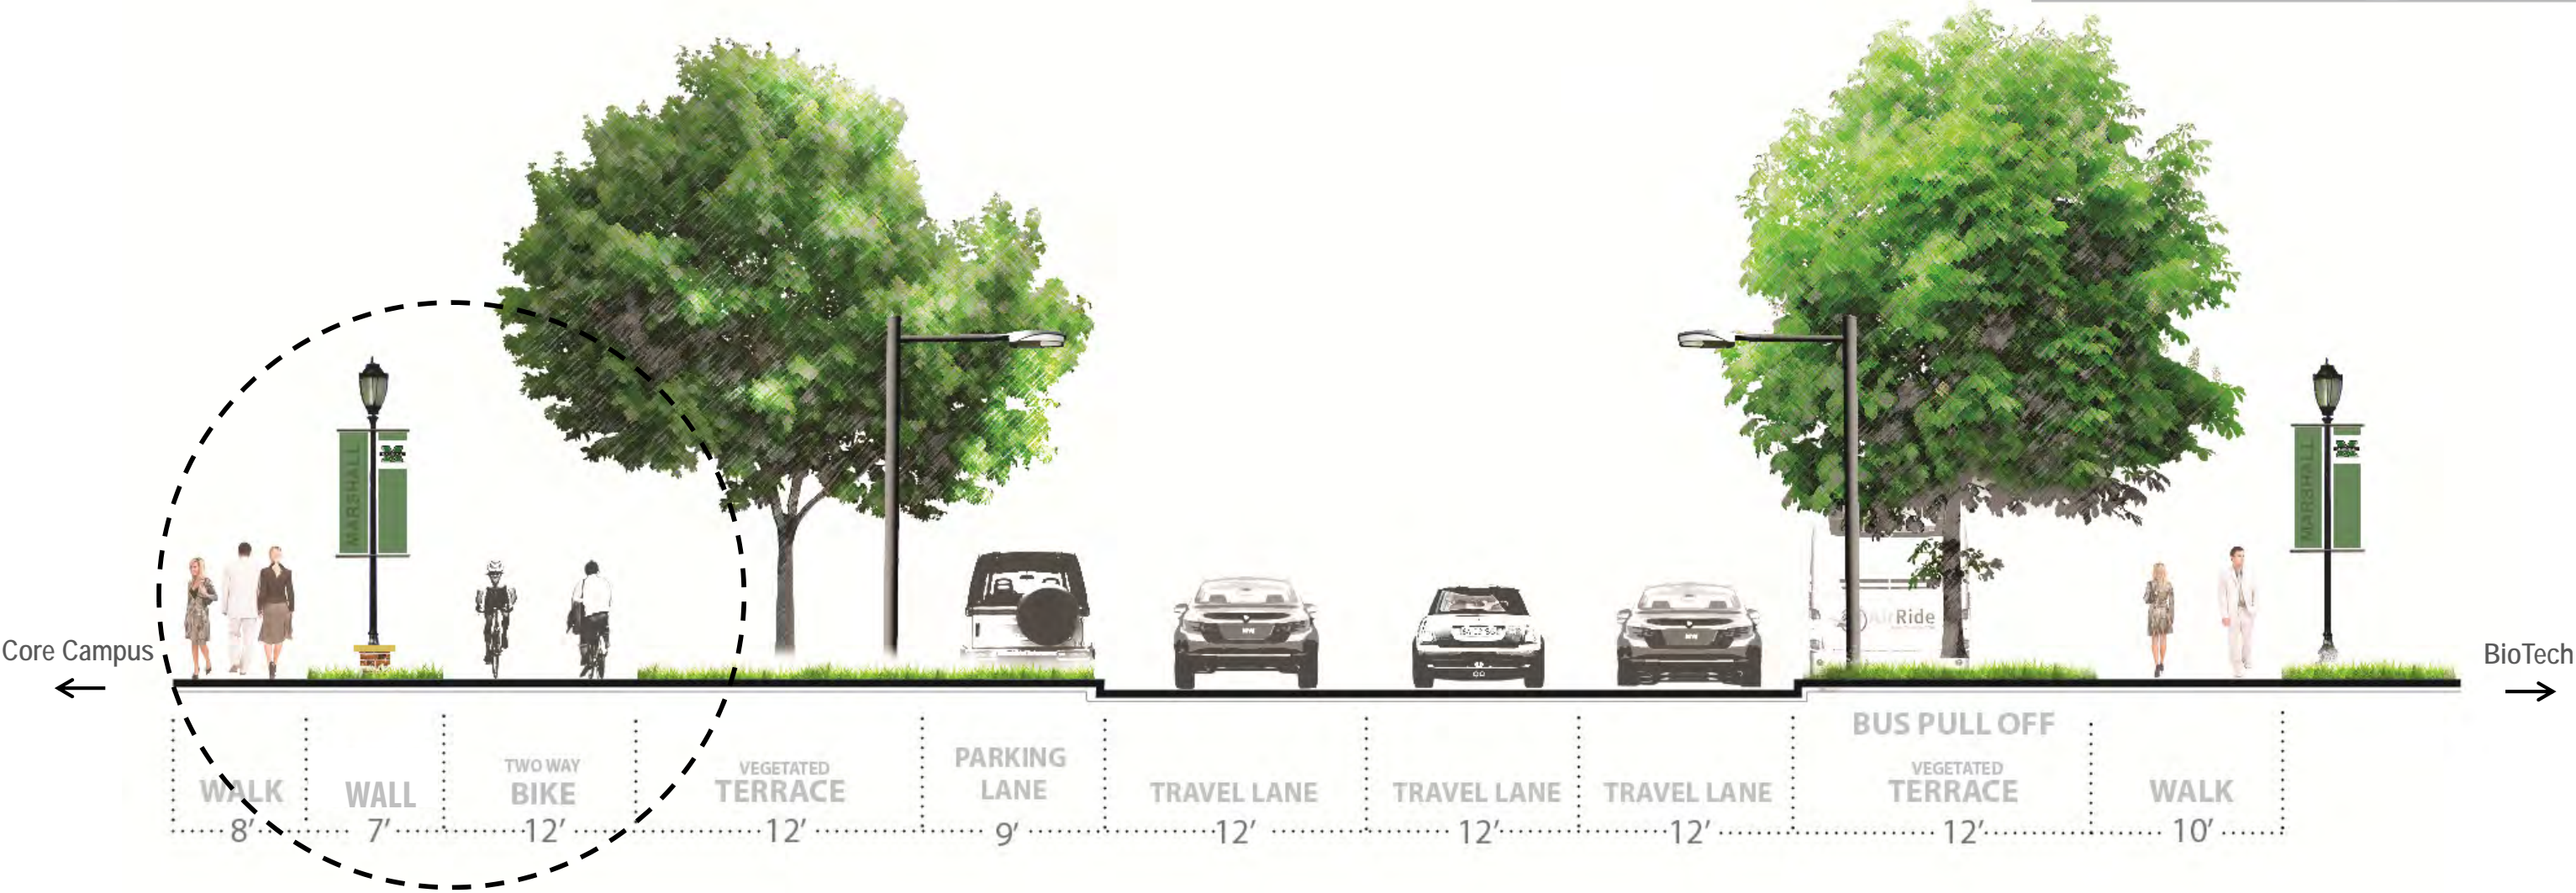 MARSHALL
MARSHALL
AirRide
Core Campus
BioTech
WALK
8'
WALL
7'
TWO WAY
BIKE
12'
VEGETATED
TERRACE
12'
PARKING
LANE
9'
TRAVEL LANE
12'
TRAVEL LANE
12'
TRAVEL LANE
12'
BUS PULL OFF
VEGETATED
TERRACE
12'
WALK
10'